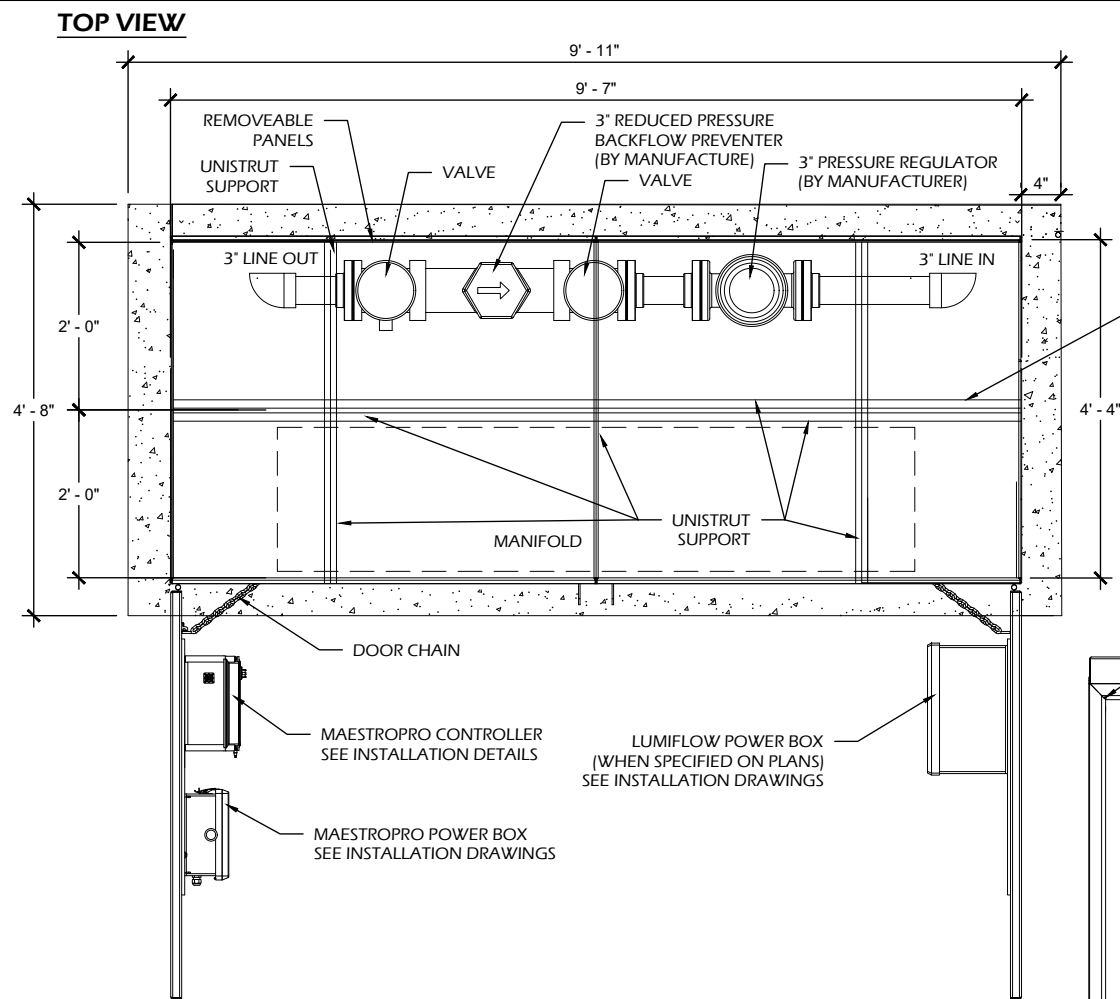 TOP VIEW
9' - 11"
9' - 7"
REMOVEABLE
PANELS
3" REDUCED PRESSURE
BACKFLOW PREVENTER
(BY MANUFACTURE)
UNISTRUT
SUPPORT
VALVE
VALVE
3" PRESSURE REGULATOR
(BY MANUFACTURER)
4"
3" LINE OUT
3" LINE IN
2' - 0"
4' - 8"
4' - 4"
2' - 0"
MANIFOLD
UNISTRUT
SUPPORT
DOOR CHAIN
MAESTROPRO CONTROLLER
SEE INSTALLATION DETAILS
LUMIFLOW POWER BOX
(WHEN SPECIFIED ON PLANS)
SEE INSTALLATION DRAWINGS
MAESTROPRO POWER BOX
SEE INSTALLATION DRAWINGS